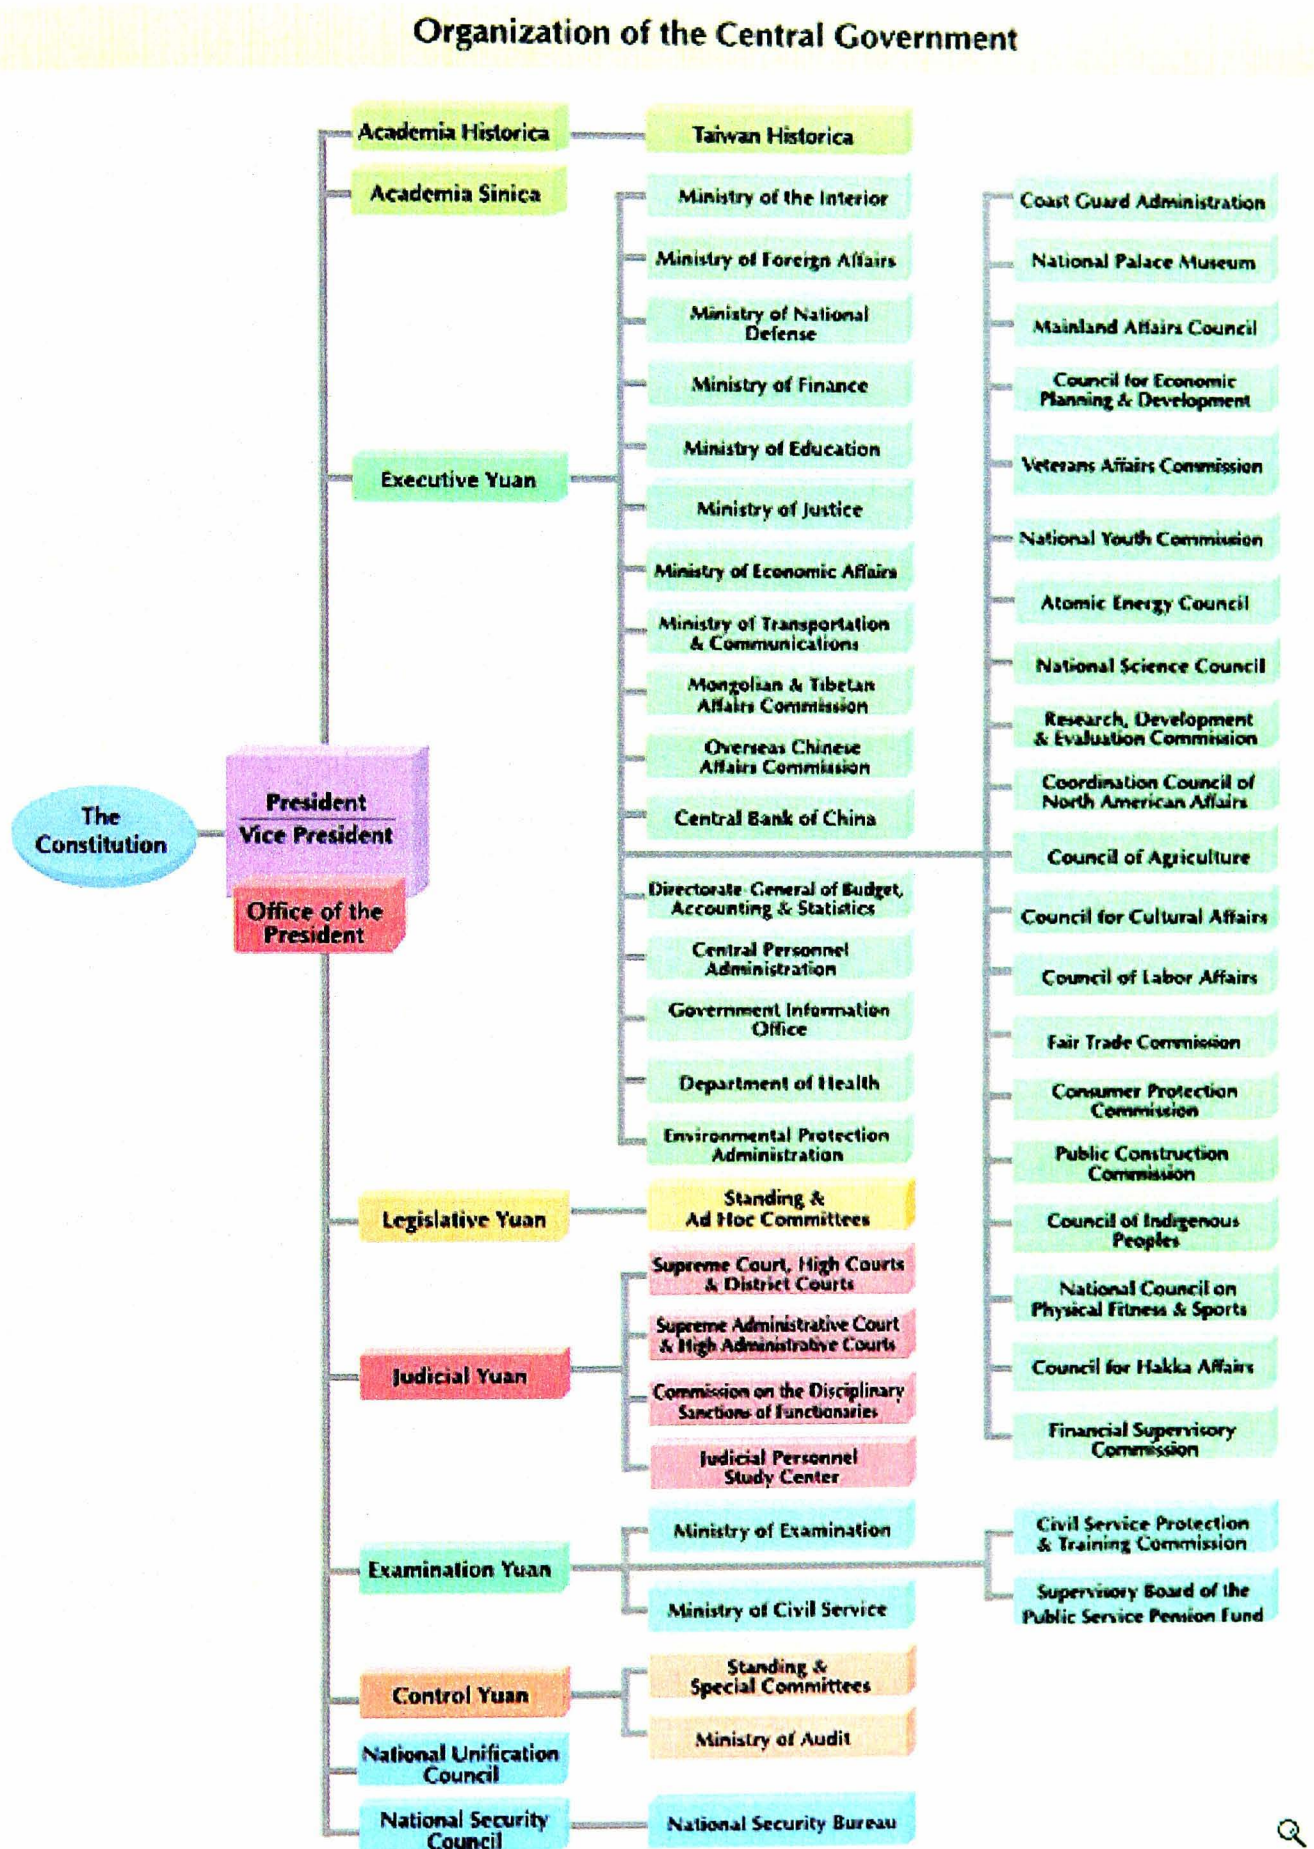 Organization of the Central Government
Academia Historica
Taiwan Historica
Academia Sinica
Executive Yuan
Ministry of the Interior
Ministry of Foreign Affairs
Ministry of National
Defense
Ministry of Finance
Ministry of Education
Ministry of Justice
Ministry of Economic Affairs
Ministry of Transportation
& Communications
Mongolian & Tibetan
Affairs Commission
Overseas Chinese
Affairs Commission
Central Bank of China
Directorate-General of Budget,
Accounting & Statistics
Central Personnel
Administration
Government Information
Office
Department of Health
Environmental Protection
Administration
Coast Guard Administration
National Palace Museum
Mainland Affairs Council
Council for Economic
Planning & Development
Veterans Affairs Commission
National Youth Commission
Atomic Energy Council
National Science Council
Research, Development
& Evaluation Commission
Coordination Council of
North American Affairs
Council of Agriculture
Council for Cultural Affairs
Council of Labor Affairs
Fair Trade Commission
Consumer Protection
Commission
Public Construction
Commission
Council of Indigenous
Peoples
National Council on
Physical Fitness & Sports
Council for Hakka Affairs
Financial Supervisory
Commission
The
Constitution
President
Vice President
Office of the
President
Legislative Yuan
Standing &
Ad Hoc Committees
Judicial Yuan
Supreme Court, High Courts
& District Courts
Supreme Administrative Court
& High Administrative Courts
Commission on the Disciplinary
Sanctions of Functionaries
Judicial Personnel
Study Center
Examination Yuan
Ministry of Examination
Ministry of Civil Service
Civil Service Protection
& Training Commission
Supervisory Board of the
Public Service Pension Fund
Control Yuan
Standing &
Special Committees
Ministry of Audit
National Unification
Council
National Security
Council
National Security Bureau